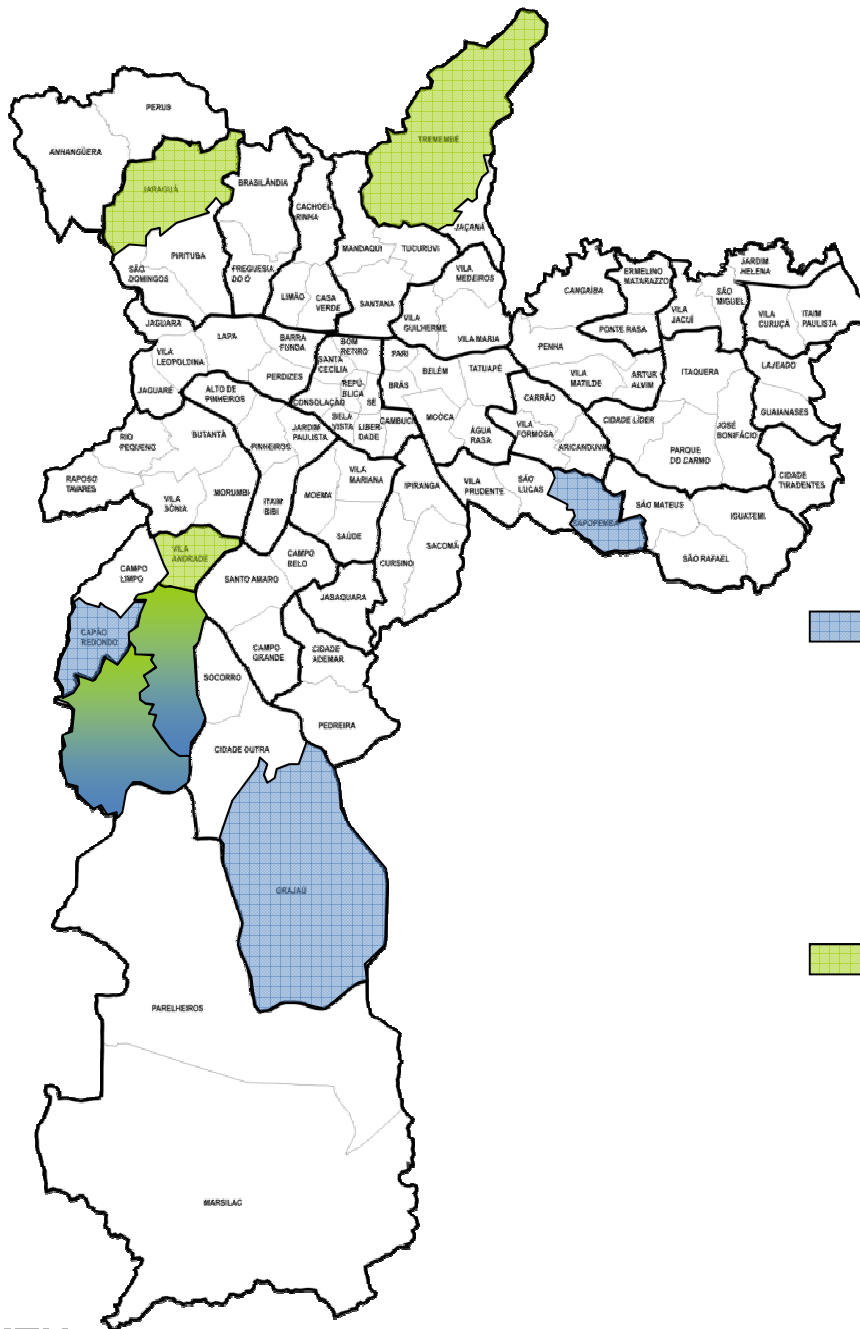 PERUS
ANHANGÜERA
TREMEMBÉ
JARAGUÁ
BRASILÂNDIA
CACHOEI-
RINHA
JAÇANÃ
MANDAQUI
TUCURUVI
PIRITUBA
SÃO
DOMINGOS
FREGUESIA
DO Ó
LIMÃO
CASA
VERDE
SANTANA
VILA
MEDEIROS
VILA
GUILHERME
VILA MARIA
CANGAÍBA
ERMELINO
MATARAZZO
JARDIM
HELENA
SÃO
MIGUEL
VILA
JACUÍ
VILA
CURUÇÁ
ITAIM
PAULISTA
PONTE RASA
PENHA
JAGUARA
LAPA
BARRA
FUNDA
VILA
LEOPOLDINA
PERDIZES
JAGUARÉ
ALTO DE
PINHEIROS
BOM
RETIRO
SANTA
CECÍLIA
REPÚ-
BLICA
CONSOLAÇÃO
SÉ
BELA
VISTA
LIBER-
DADE
CAMBUCI
PARI
BRÁS
BELÉM
TATUAPÉ
MOÓCA
ÁGUA
RASA
VILA
MATILDE
ARTUR
ALVIM
ITAQUERA
LAJEADO
GUAIANASES
CARRÃO
VILA
FORMOSA
ARICANDUVA
CIDADE LÍDER
JOSÉ
BONIFÁCIO
PARQUE
DO CARMO
CIDADE
TIRADENTES
RIO
PEQUENO
BUTANTÃ
PINHEIROS
JARDIM
PAULISTA
RAPOSO
TAVARES
VILA
SÔNIA
MORUMBI
ITAIM
BIBI
MOEMA
VILA
MARIANA
SAÚDE
IPIRANGA
VILA
PRUDENTE
SÃO
LUCAS
SAPOPEMBA
SÃO MATEUS
IGUATEMI
SÃO RAFAEL
CURSINO
SACOMÃ
VILA
ANDRADE
CAMPO
LIMPO
SANTO AMARO
CAMPO
BELO
JABAQUARA
CAPÃO
REDONDO
CAMPO
GRANDE
CIDADE
ADEMAR
SOCORRO
PEDREIRA
CIDADE DUTRA
GRAJAÚ
PARELHEIROS
MARSILAC